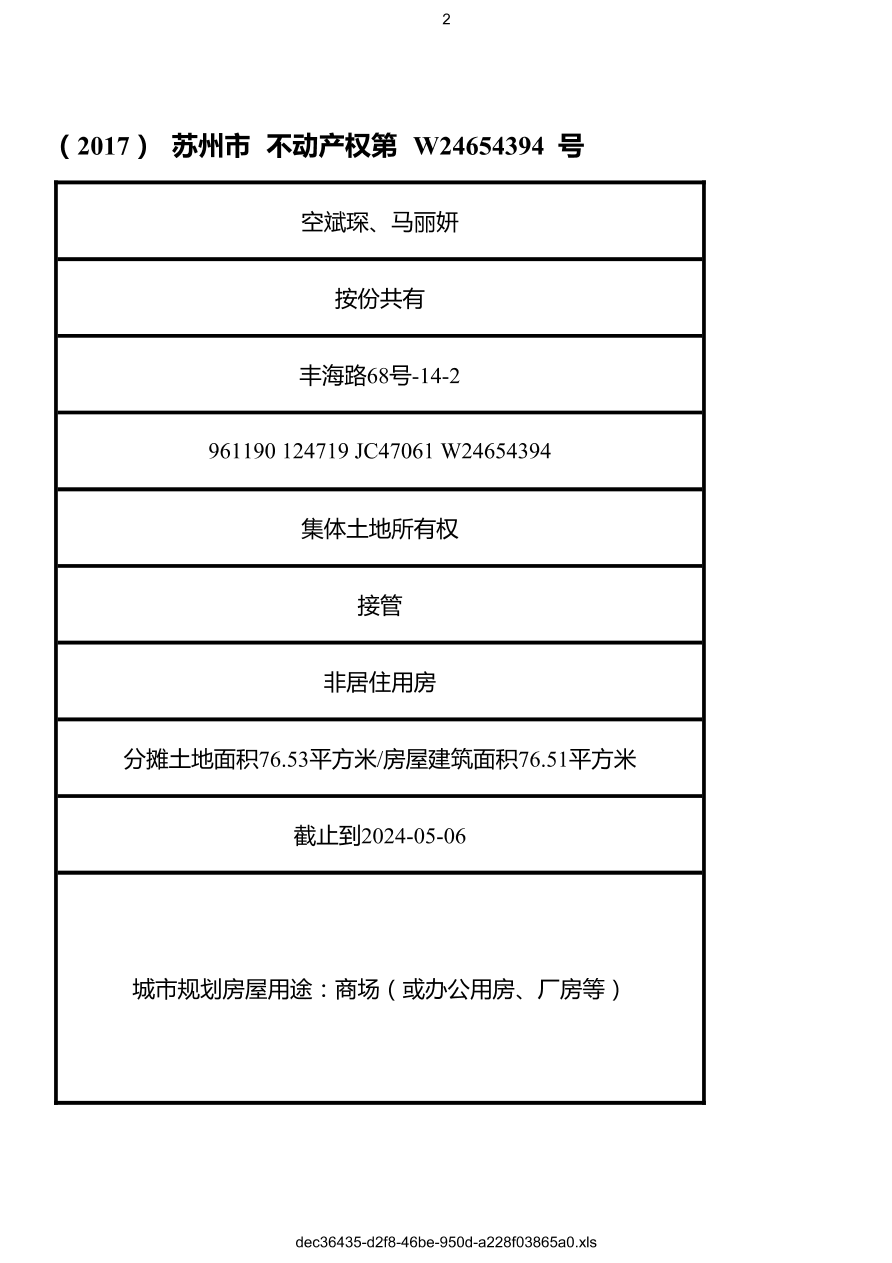 2
（2017） 苏州市 不动产权第 W24654394 号
空斌琛、马丽妍
按份共有
丰海路68号-14-2
961190 124719 JC47061 W24654394
集体土地所有权
接管
非居住用房
分摊土地面积76.53平方米/房屋建筑面积76.51平方米
截止到2024-05-06
城市规划房屋用途：商场（或办公用房、厂房等）
dec36435-d2f8-46be-950d-a228f03865a0.xls